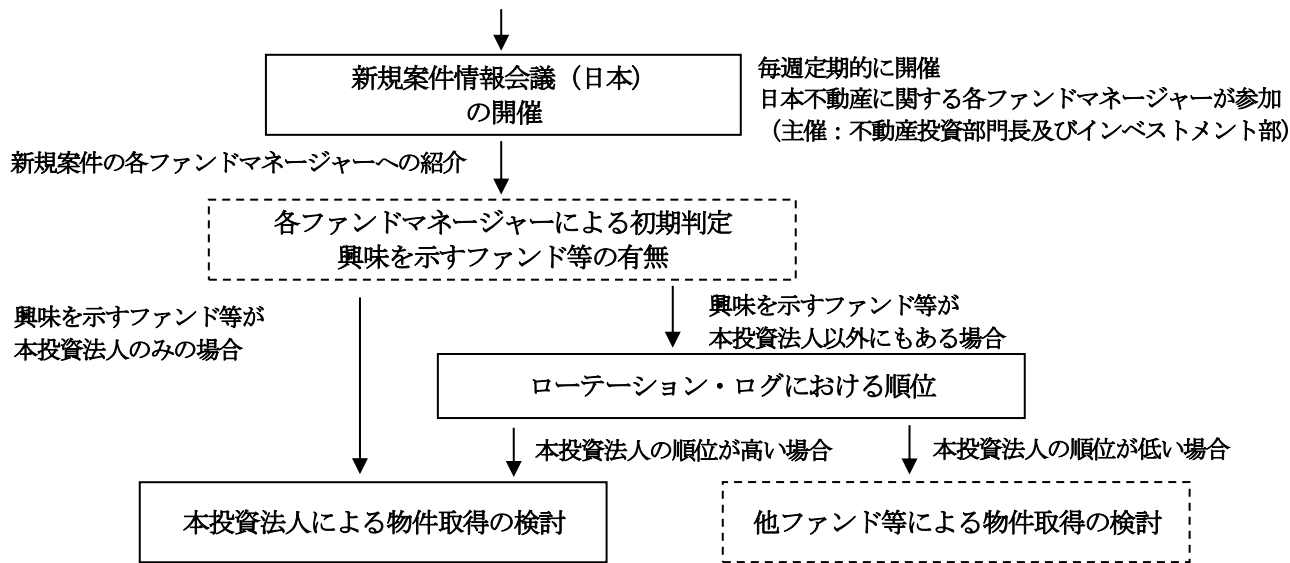 新規案件情報会議（日本）
の開催
毎週定期的に開催
日本不動産に関する各ファンドマネージャーが参加
（主催：不動産投資部門長及びインベストメント部）
新規案件の各ファンドマネージャーへの紹介
各ファンドマネージャーによる初期判定
興味を示すファンド等の有無
興味を示すファンド等が
本投資法人のみの場合
興味を示すファンド等が
本投資法人以外にもある場合
ローテーション・ログにおける順位
本投資法人の順位が高い場合
本投資法人の順位が低い場合
本投資法人による物件取得の検討
他ファンド等による物件取得の検討